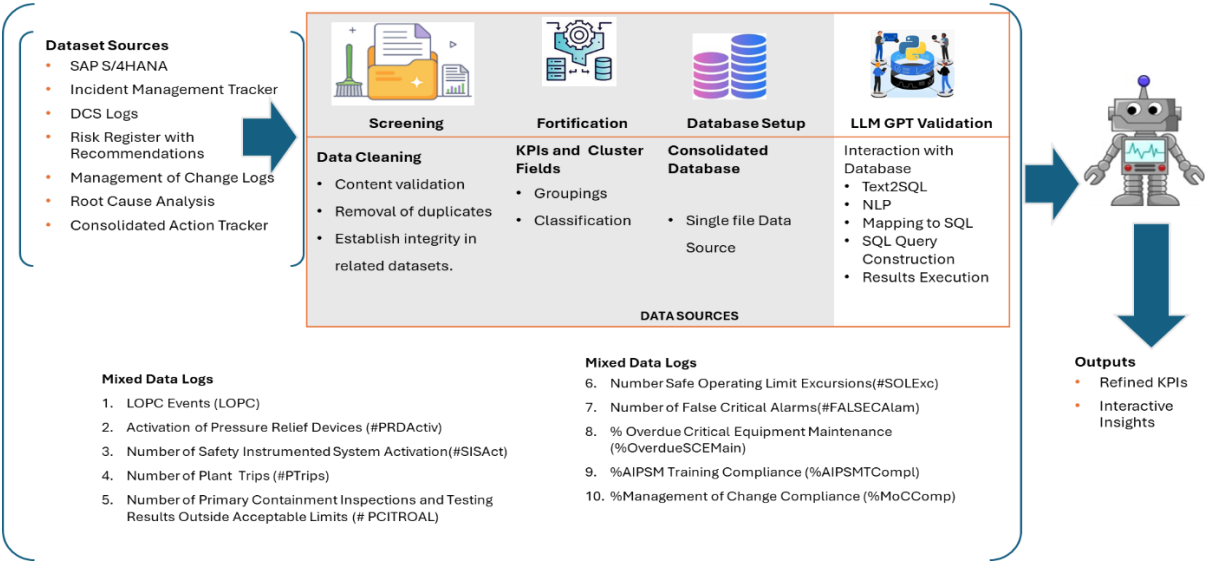 Dataset Sources
• SAP S/4HANA
• Incident Management Tracker
• DCS Logs
• Risk Register with
Recommendations
• Management of Change Logs
• Root Cause Analysis
• Consolidated Action Tracker
Screening
Data Cleaning
• Content validation
• Removal of duplicates
• Establish integrity in
related datasets.
Fortification
KPIs and Cluster
Fields
• Groupings
• Classification
Database Setup
Consolidated
Database
• Single file Data
Source
LLM GPT Validation
Interaction with
Database
• Text2SQL
• NLP
• Mapping to SQL
• SQL Query
Construction
• Results Execution
DATA SOURCES
Mixed Data Logs
1. LOPC Events (LOPC)
2. Activation of Pressure Relief Devices (#PRDActiv)
3. Number of Safety Instrumented System Activation(#SISAct)
4. Number of Plant Trips (#PTrips)
5. Number of Primary Containment Inspections and Testing
Results Outside Acceptable Limits (# PCITROAL)
Mixed Data Logs
6. Number Safe Operating Limit Excursions(#SOLExc)
7. Number of False Critical Alarms(#FALSECAlam)
8. % Overdue Critical Equipment Maintenance
(%OverdueSCEMain)
9. %AIPSM Training Compliance (%AIPSMTCompl)
10. %Management of Change Compliance (%MoCComp)
Outputs
• Refined KPIs
• Interactive
Insights